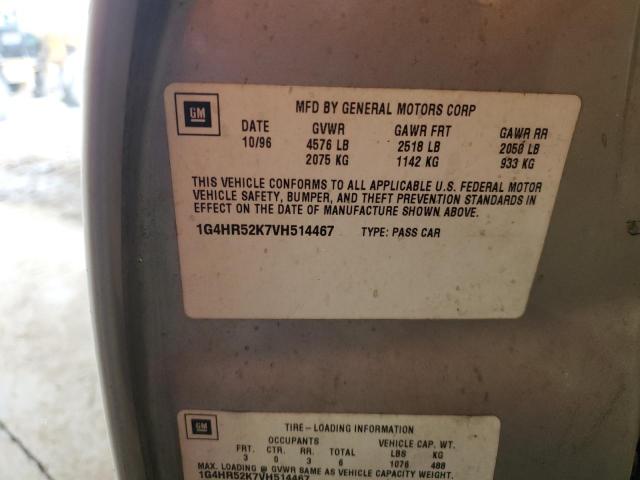 GM
MFD BY GENERAL MOTORS CORP
DATE GVWR GAWR FRT GAWR RR
10/96 4576 LB 2518 LB 2058 LB
2075 KG 1142 KG 933 KG
THIS VEHICLE CONFORMS TO ALL APPLICABLE U.S. FEDERAL MOTOR
VEHICLE SAFETY, BUMPER, AND THEFT PREVENTION STANDARDS IN
EFFECT ON THE DATE OF MANUFACTURE SHOWN ABOVE.
1G4HR52K7VH514467 TYPE: PASS CAR
GM
TIRE-LOADING INFORMATION
OCCUPANTS VEHICLE CAP. WT.
FRT. CTR. RR. TOTAL LBS KG
3 0 3 6 1076 488
MAX. LOADING @ GVWR SAME AS VEHICLE CAPACITY WEIGHT.
1G4HR52K7VH514467